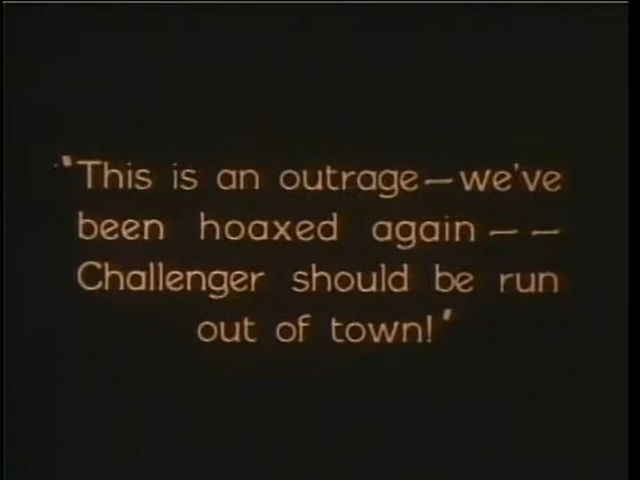 "This is an outrage—we've
been hoaxed again — —
Challenger should be run
out of town!"